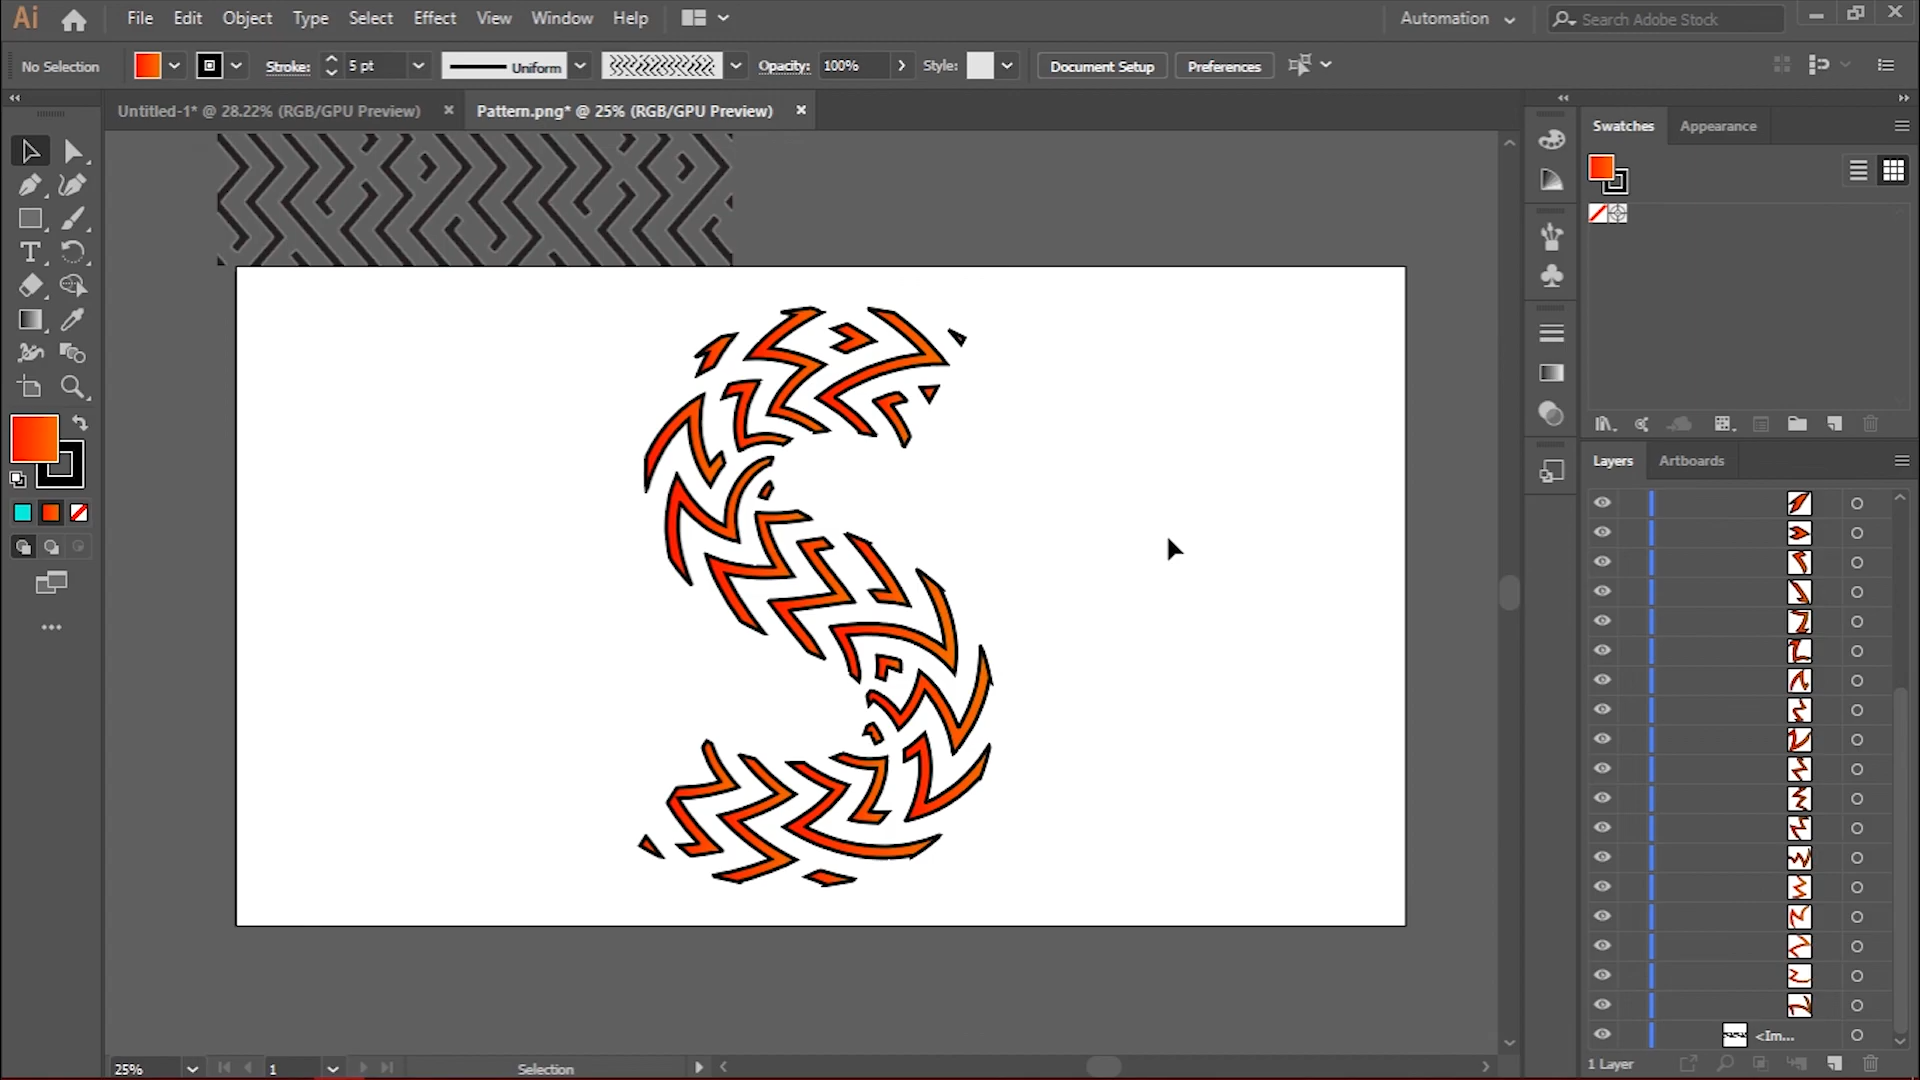 Ai File Edit Object Type Select Effect View Window Help Automation Search Adobe Stock
No Selection Stroke: 5 pt Uniform Opacity: 100% Style: Document Setup Preferences
Untitled-1* @ 28.22% (RGB/GPU Preview) Pattern.png* @ 25% (RGB/GPU Preview)
Swatches Appearance
Layers Artboards
<Im...
25% 1 Selection
1 Layer